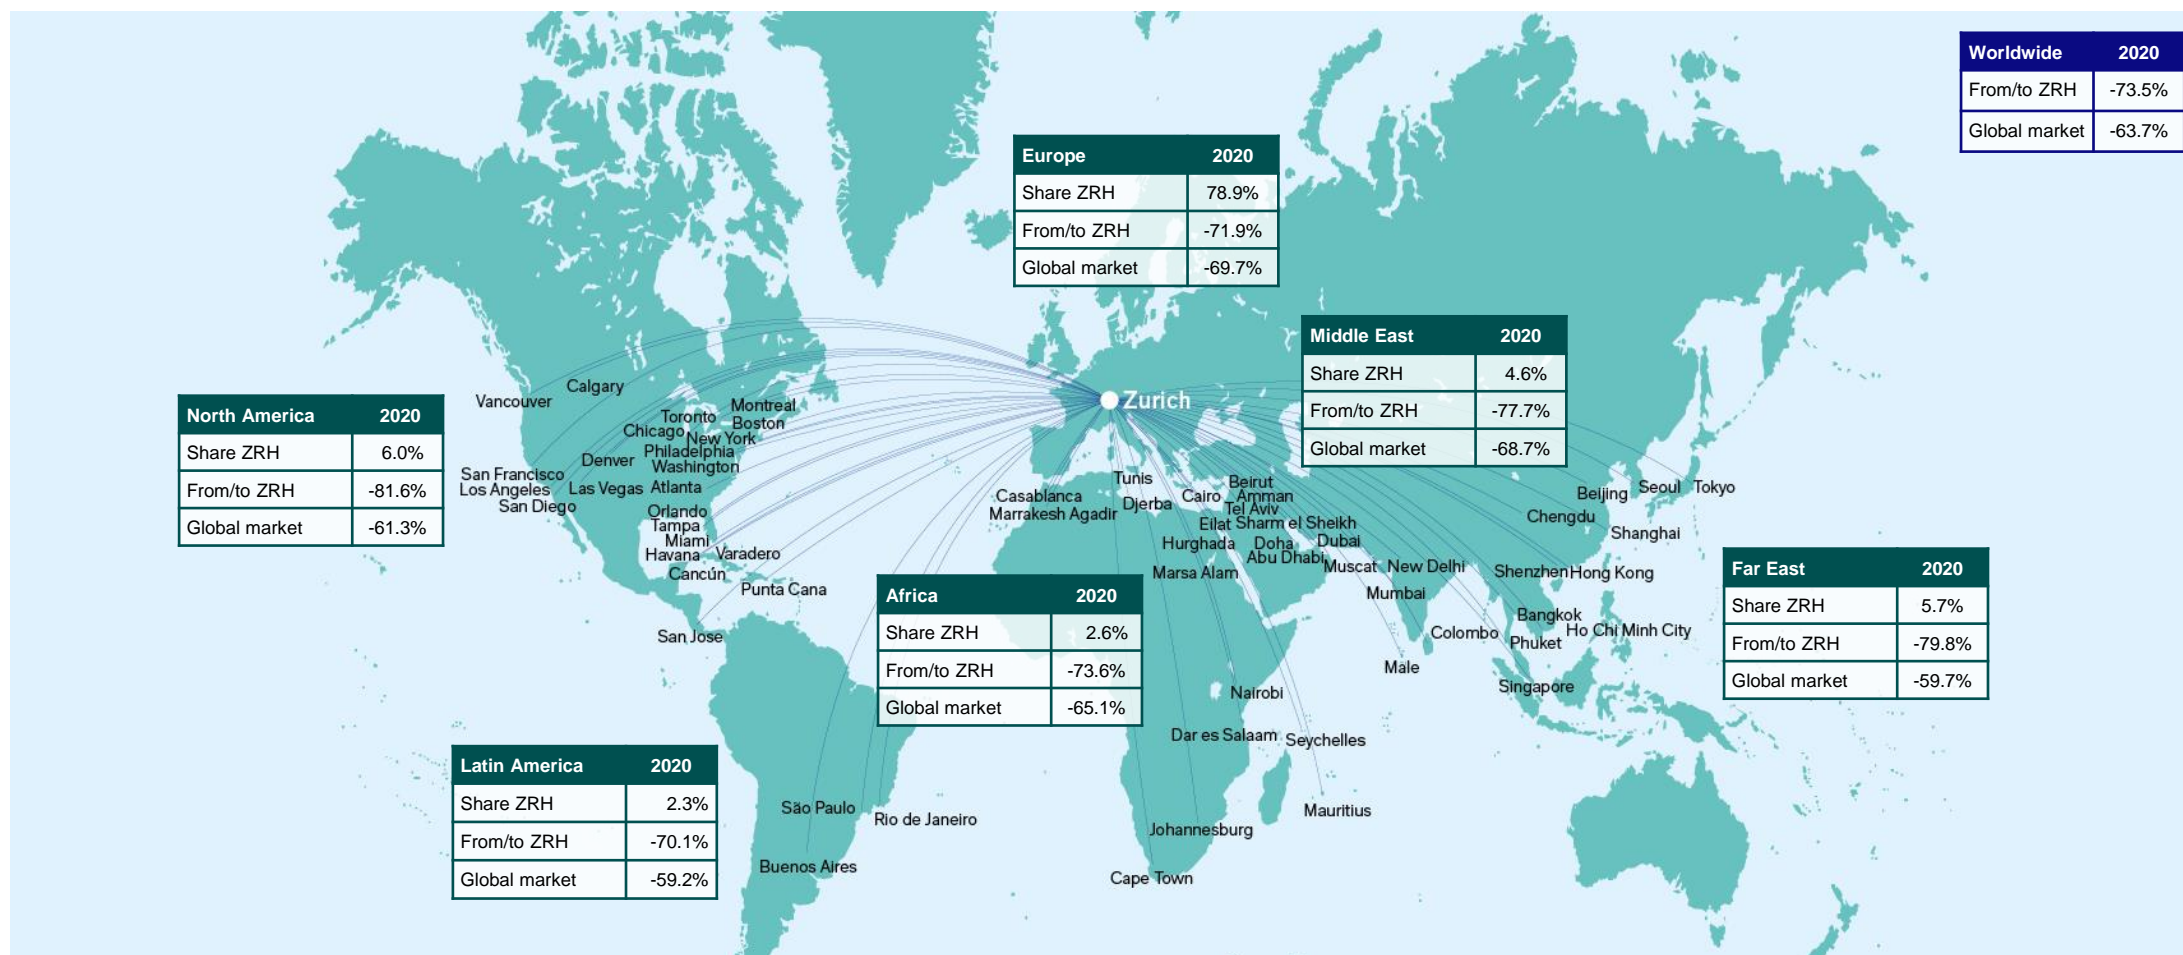 Worldwide 2020
From/to ZRH -73.5%
Global market -63.7%
Europe 2020
Share ZRH 78.9%
From/to ZRH -71.9%
Global market -69.7%
Middle East 2020
Share ZRH 4.6%
From/to ZRH -77.7%
Global market -68.7%
North America 2020
Share ZRH 6.0%
From/to ZRH -81.6%
Global market -61.3%
Far East 2020
Share ZRH 5.7%
From/to ZRH -79.8%
Global market -59.7%
Africa 2020
Share ZRH 2.6%
From/to ZRH -73.6%
Global market -65.1%
Latin America 2020
Share ZRH 2.3%
From/to ZRH -70.1%
Global market -59.2%
Zurich
Vancouver
Calgary
Toronto
Montreal
Boston
Chicago
New York
Philadelphia
Denver
Washington
San Francisco
Los Angeles
Las Vegas
Atlanta
San Diego
Orlando
Tampa
Miami
Havana
Varadero
Cancún
Punta Cana
San Jose
São Paulo
Rio de Janeiro
Buenos Aires
Casablanca
Marrakesh Agadir
Tunis
Djerba
Cairo
Beirut
Amman
Tel Aviv
Eilat Sharm el Sheikh
Hurghada
Doha
Dubai
Abu Dhabi
Marsa Alam
Muscat
New Delhi
Mumbai
Colombo
Male
Nairobi
Dar es Salaam
Seychelles
Mauritius
Johannesburg
Cape Town
Beijing
Seoul
Tokyo
Chengdu
Shanghai
Shenzhen
Hong Kong
Bangkok
Ho Chi Minh City
Phuket
Singapore